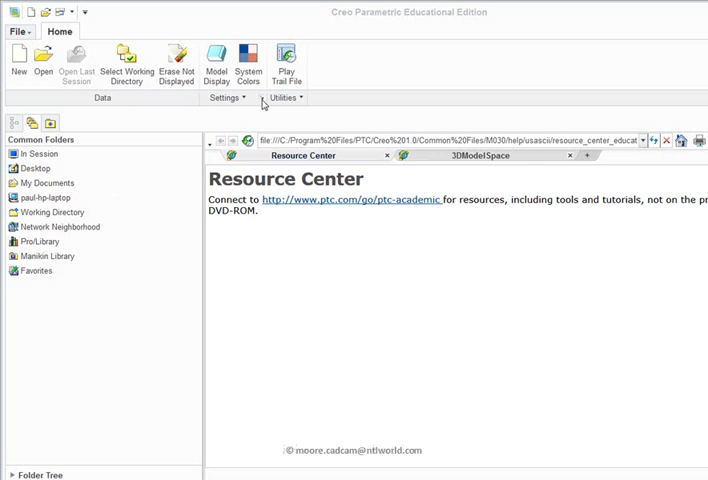 Creo Parametric Educational Edition
File
Home
New
Open
Open Last
Session
Select Working
Directory
Erase Not
Displayed
Model
Display
System
Colors
Play
Trail File
Data
Settings
Utilities
Common Folders
In Session
Desktop
My Documents
paul-hp-laptop
Working Directory
Network Neighborhood
Pro/Library
Manikin Library
Favorites
Folder Tree
file:///C:/Program%20Files/PTC/Creo%201.0/Common%20Files/M030/help/usascii/resource_center_educat
Resource Center
3DModelSpace
Resource Center
Connect to http://www.ptc.com/go/ptc-academic for resources, including tools and tutorials, not on the pr
DVD-ROM.
© moore.cadcam@ntlworld.com